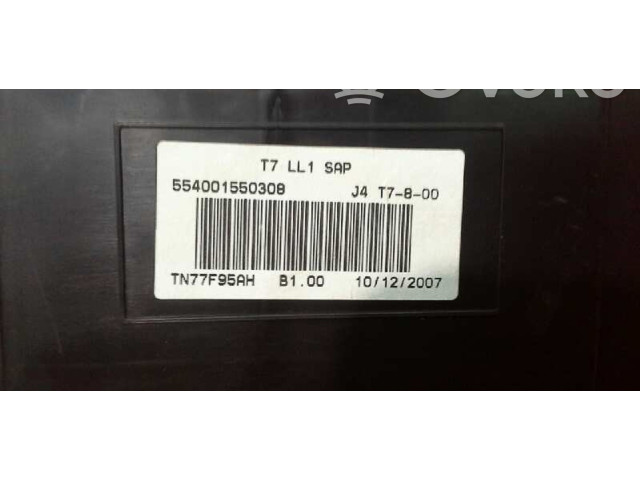 T7 LL1 SAP
554001550308 J4 T7-8-00
TN77F95AH B1.00 10/12/2007